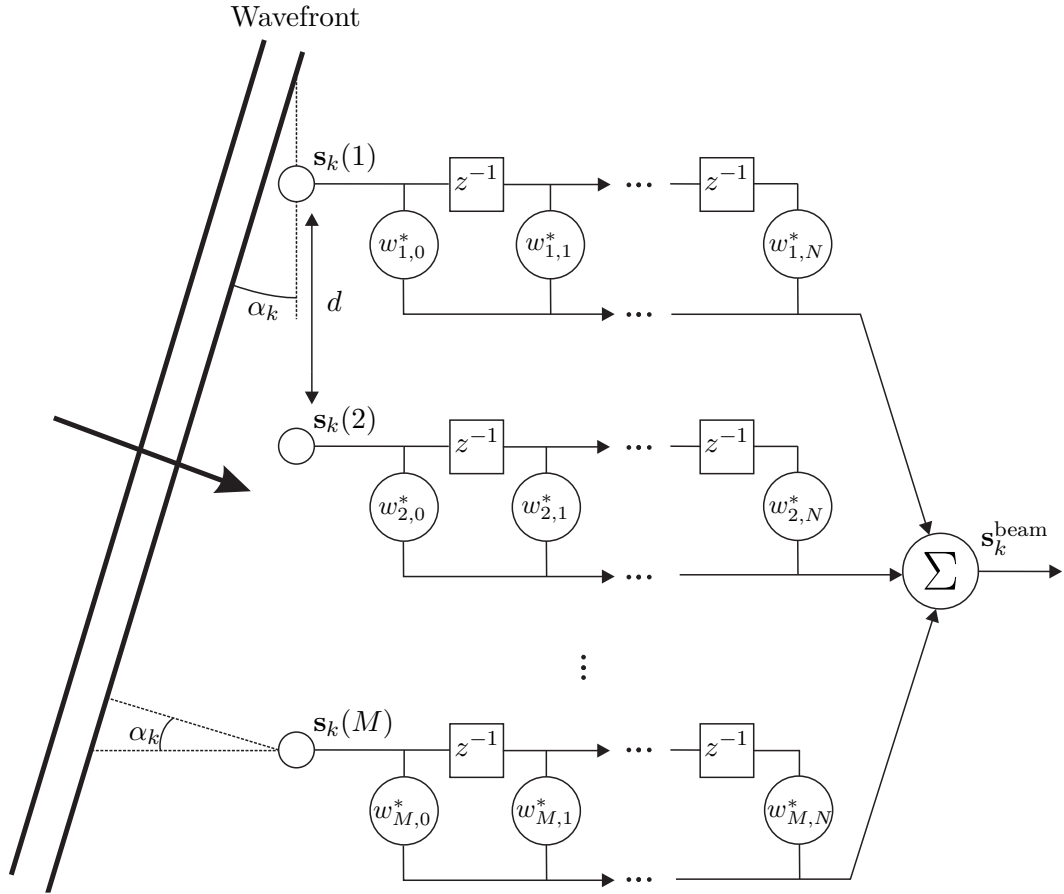 Wavefront
s_k(1)
z^{-1} ... z^{-1}
w^*_{1,0} w^*_{1,1} w^*_{1,N}
α_k
d
...
s_k(2)
z^{-1} ... z^{-1}
w^*_{2,0} w^*_{2,1} w^*_{2,N}
s_k^{beam}
Σ
...
⋮
s_k(M)
α_k
z^{-1} ... z^{-1}
w^*_{M,0} w^*_{M,1} w^*_{M,N}
...